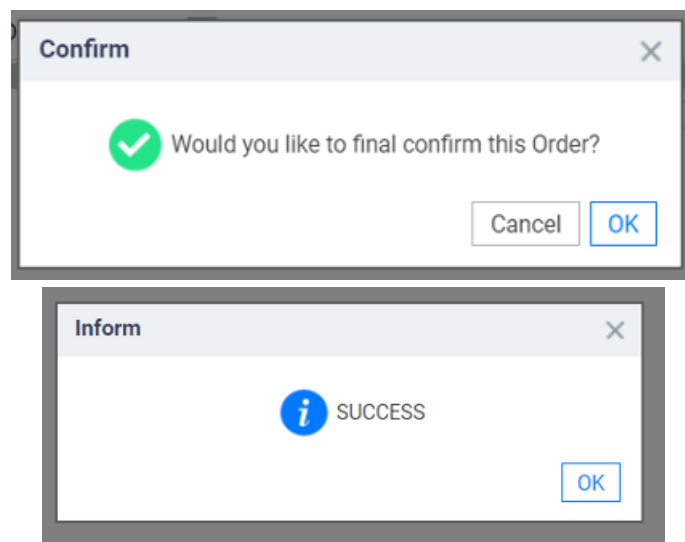 Confirm
Would you like to final confirm this Order?
Cancel OK
Inform
SUCCESS
OK